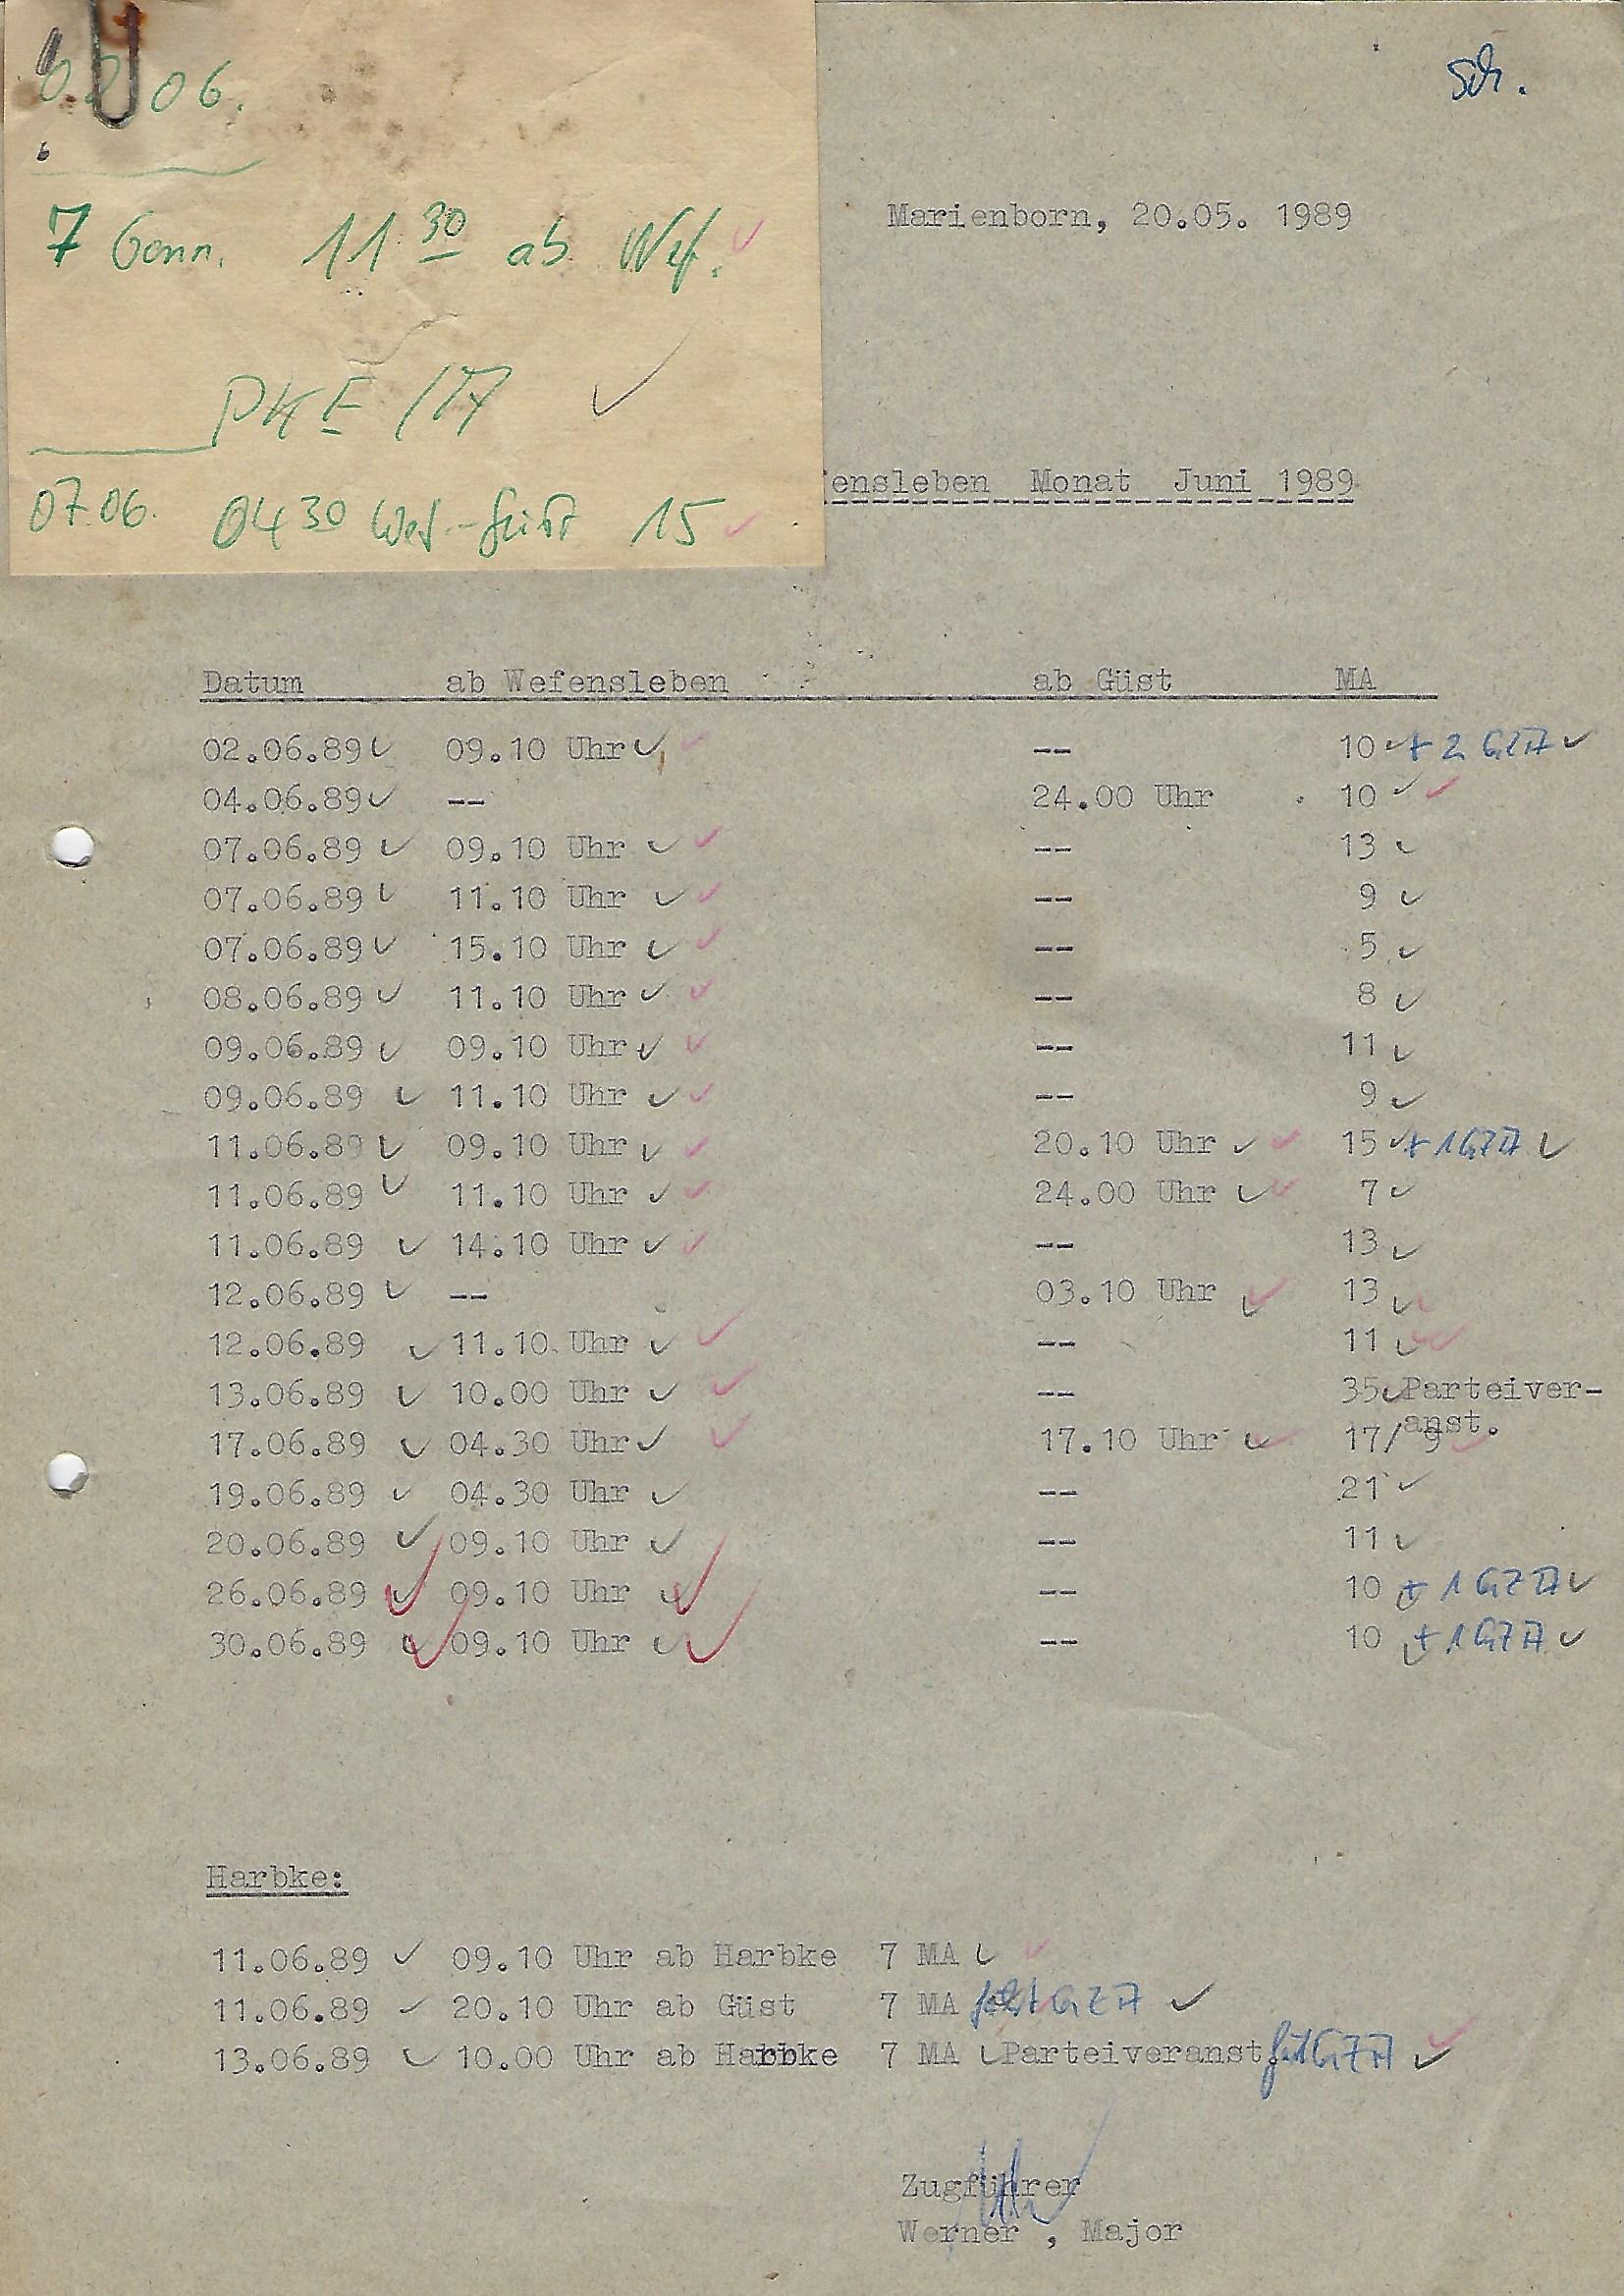 06.
Sch.
7 Genn. 11 30 ab Wef.
Marienborn, 20.05. 1989
PKE
ensleben Monat Juni 1989
07.06. 04 30 Wef.-Güst 15
Datum ab Wefensleben ab Güst MA
02.06.89 09.10 Uhr -- 10 + 2 GZA
04.06.89 -- 24.00 Uhr 10
07.06.89 09.10 Uhr -- 13
07.06.89 11.10 Uhr -- 9
07.06.89 15.10 Uhr -- 5
08.06.89 11.10 Uhr -- 8
09.06.89 09.10 Uhr -- 11
09.06.89 11.10 Uhr -- 9
11.06.89 09.10 Uhr 20.10 Uhr 15 + 1 GZA
11.06.89 11.10 Uhr 24.00 Uhr 7
11.06.89 14.10 Uhr -- 13
12.06.89 -- 03.10 Uhr 13
12.06.89 11.10 Uhr -- 11
13.06.89 10.00 Uhr -- 35 Parteiver-
anst.
17.06.89 04.30 Uhr 17.10 Uhr 17/ 9
19.06.89 04.30 Uhr -- 21
20.06.89 09.10 Uhr -- 11
26.06.89 09.10 Uhr -- 10 + 1 GZA
30.06.89 09.10 Uhr -- 10 + 1 GZA
Harbke:
11.06.89 09.10 Uhr ab Harbke 7 MA
11.06.89 20.10 Uhr ab Güst 7 MA GZA
13.06.89 10.00 Uhr ab Harbke 7 MA Parteiveranst. GZA
Zugführer
Werner , Major